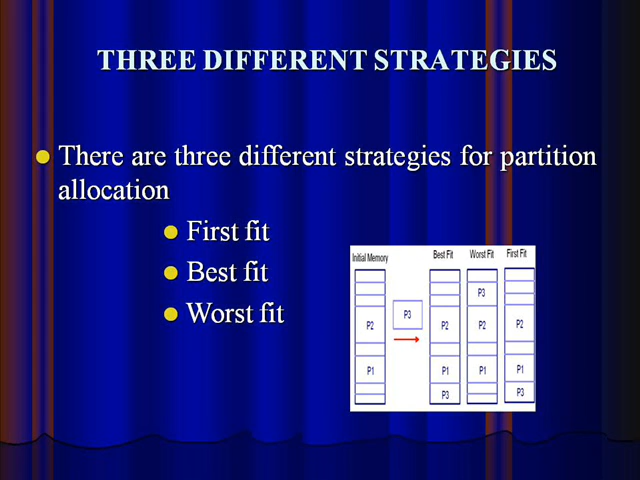 THREE DIFFERENT STRATEGIES
There are three different strategies for partition
allocation
First fit
Best fit
Worst fit
Initial Memory
Best Fit
Worst Fit
First Fit
P3
P3
P2
P2
P2
P2
P1
P1
P1
P1
P3
P3